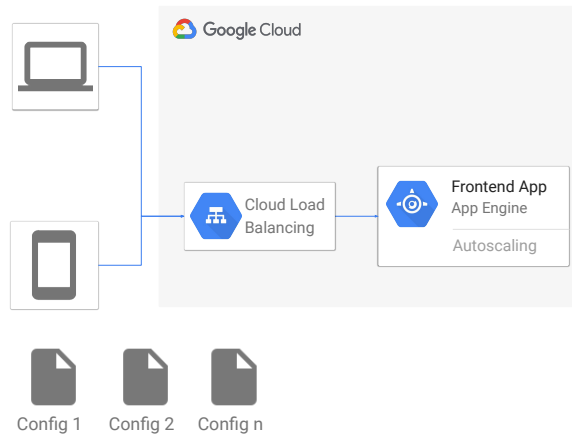 Google Cloud
Cloud Load
Balancing
Frontend App
App Engine
Autoscaling
Config 1
Config 2
Config n